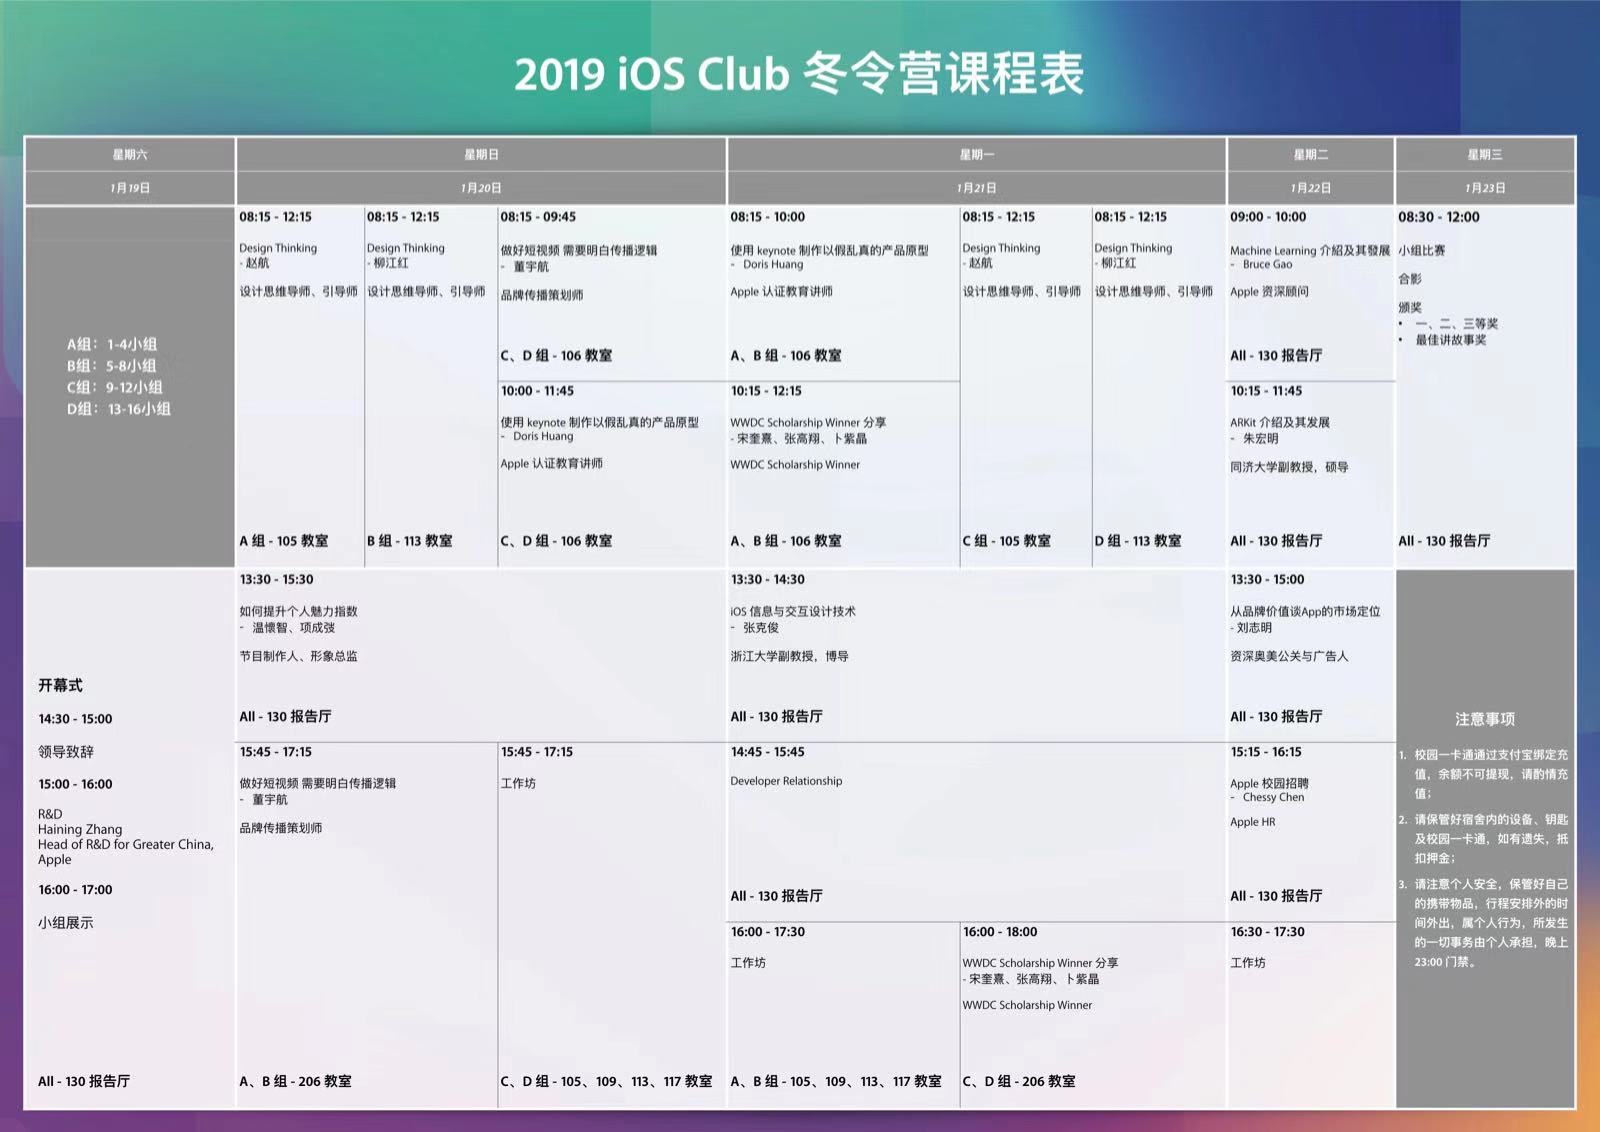 2019 iOS Club 冬令营课程表
星期六
星期日
星期一
星期二
星期三
1月19日
1月20日
1月21日
1月22日
1月23日
A组：1-4小组
B组：5-8小组
C组：9-12小组
D组：13-16小组
08:15 - 12:15
Design Thinking
- 赵航
设计思维导师、引导师
A 组 - 105 教室
08:15 - 12:15
Design Thinking
- 柳江红
设计思维导师、引导师
B 组 - 113 教室
08:15 - 09:45
做好短视频 需要明白传播逻辑
- 董宇航
品牌传播策划师
C、D 组 - 106 教室
10:00 - 11:45
使用 keynote 制作以假乱真的产品原型
- Doris Huang
Apple 认证教育讲师
C、D 组 - 106 教室
08:15 - 10:00
使用 keynote 制作以假乱真的产品原型
- Doris Huang
Apple 认证教育讲师
A、B 组 - 106 教室
10:15 - 12:15
WWDC Scholarship Winner 分享
- 宋奎熹、张高翔、卜紫晶
WWDC Scholarship Winner
A、B 组 - 106 教室
08:15 - 12:15
Design Thinking
- 赵航
设计思维导师、引导师
C 组 - 105 教室
08:15 - 12:15
Design Thinking
- 柳江红
设计思维导师、引导师
D 组 - 113 教室
09:00 - 10:00
Machine Learning 介紹及其發展
- Bruce Gao
Apple 资深顾问
All - 130 报告厅
10:15 - 11:45
ARKit 介绍及其发展
- 朱宏明
同济大学副教授，硕导
All - 130 报告厅
08:30 - 12:00
小组比赛
合影
颁奖
• 一、二、三等奖
• 最佳讲故事奖
All - 130 报告厅
开幕式
14:30 - 15:00
领导致辞
15:00 - 16:00
R&D
Haining Zhang
Head of R&D for Greater China,
Apple
16:00 - 17:00
小组展示
All - 130 报告厅
13:30 - 15:30
如何提升个人魅力指数
- 温懷智、项成弢
节目制作人、形象总监
All - 130 报告厅
15:45 - 17:15
做好短视频 需要明白传播逻辑
- 董宇航
品牌传播策划师
A、B 组 - 206 教室
15:45 - 17:15
工作坊
C、D 组 - 105、109、113、117 教室
13:30 - 14:30
iOS 信息与交互设计技术
- 张克俊
浙江大学副教授，博导
All - 130 报告厅
14:45 - 15:45
Developer Relationship
All - 130 报告厅
16:00 - 17:30
工作坊
A、B 组 - 105、109、113、117 教室
16:00 - 18:00
WWDC Scholarship Winner 分享
- 宋奎熹、张高翔、卜紫晶
WWDC Scholarship Winner
C、D 组 - 206 教室
13:30 - 15:00
从品牌价值谈App的市场定位
- 刘志明
资深奥美公关与广告人
All - 130 报告厅
15:15 - 16:15
Apple 校园招聘
- Chessy Chen
Apple HR
All - 130 报告厅
16:30 - 17:30
工作坊
注意事项
1. 校园一卡通通过支付宝绑定充
值，余额不可提现，请酌情充
值；
2. 请保管好宿舍内的设备、钥匙
及校园一卡通，如有遗失，抵
扣押金；
3. 请注意个人安全，保管好自己
的携带物品，行程安排外的时
间外出，属个人行为，所发生
的一切事务由个人承担，晚上
23:00 门禁。